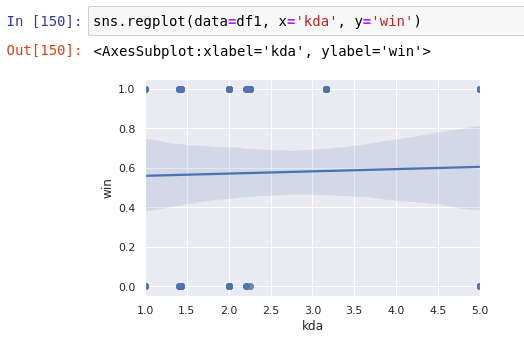 In [150]: sns.regplot(data=df1, x='kda', y='win')
Out[150]: <AxesSubplot:xlabel='kda', ylabel='win'>
1.0
0.8
0.6
win
0.4
0.2
0.0
1.0 1.5 2.0 2.5 3.0 3.5 4.0 4.5 5.0
kda